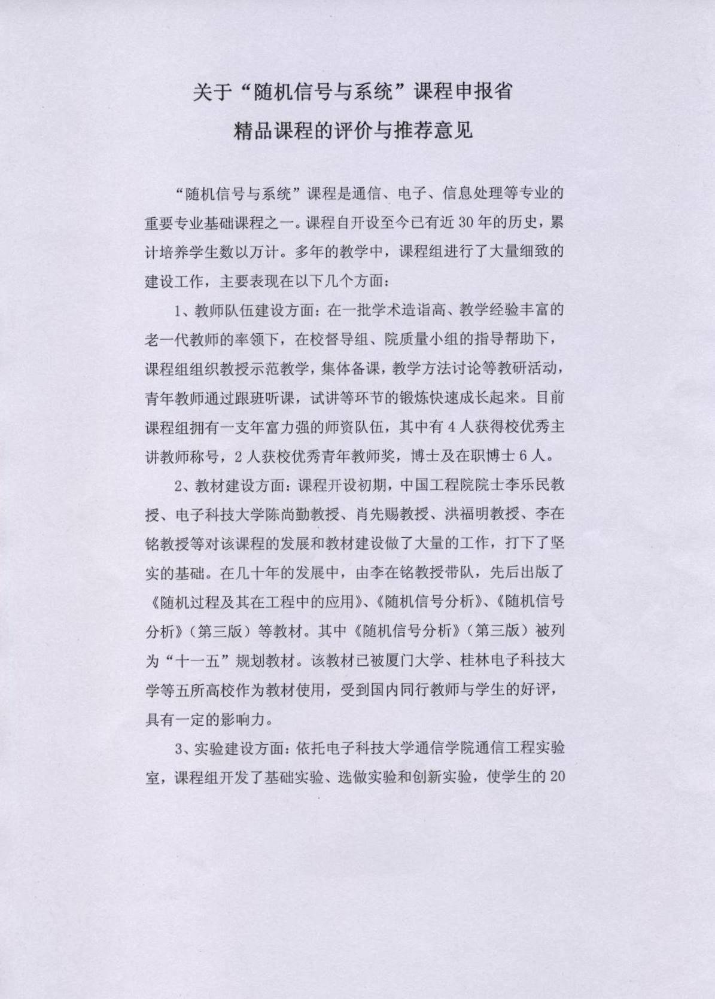 关于“随机信号与系统”课程申报省
精品课程的评价与推荐意见
“随机信号与系统”课程是通信、电子、信息处理等专业的
重要专业基础课程之一。课程自开设至今已有近 30 年的历史，累
计培养学生数以万计。多年的教学中，课程组进行了大量细致的
建设工作，主要表现在以下几个方面：
1、教师队伍建设方面：在一批学术造诣高、教学经验丰富的
老一代教师的率领下，在校督导组、院质量小组的指导帮助下，
课程组组织教授示范教学，集体备课，教学方法讨论等教研活动，
青年教师通过跟班听课，试讲等环节的锻炼快速成长起来。目前
课程组拥有一支年富力强的师资队伍，其中有 4 人获得校优秀主
讲教师称号，2 人获校优秀青年教师奖，博士及在职博士 6 人。
2、教材建设方面：课程开设初期，中国工程院院士李乐民教
授、电子科技大学陈尚勤教授、肖先赐教授、洪福明教授、李在
铭教授等对该课程的发展和教材建设做了大量的工作，打下了坚
实的基础。在几十年的发展中，由李在铭教授带队，先后出版了
《随机过程及其在工程中的应用》、《随机信号分析》、《随机信号
分析》（第三版）等教材。其中《随机信号分析》（第三版）被列
为“十一五”规划教材。该教材已被厦门大学、桂林电子科技大
学等五所高校作为教材使用，受到国内同行教师与学生的好评，
具有一定的影响力。
3、实验建设方面：依托电子科技大学通信学院通信工程实验
室，课程组开发了基础实验、选做实验和创新实验，使学生的 20